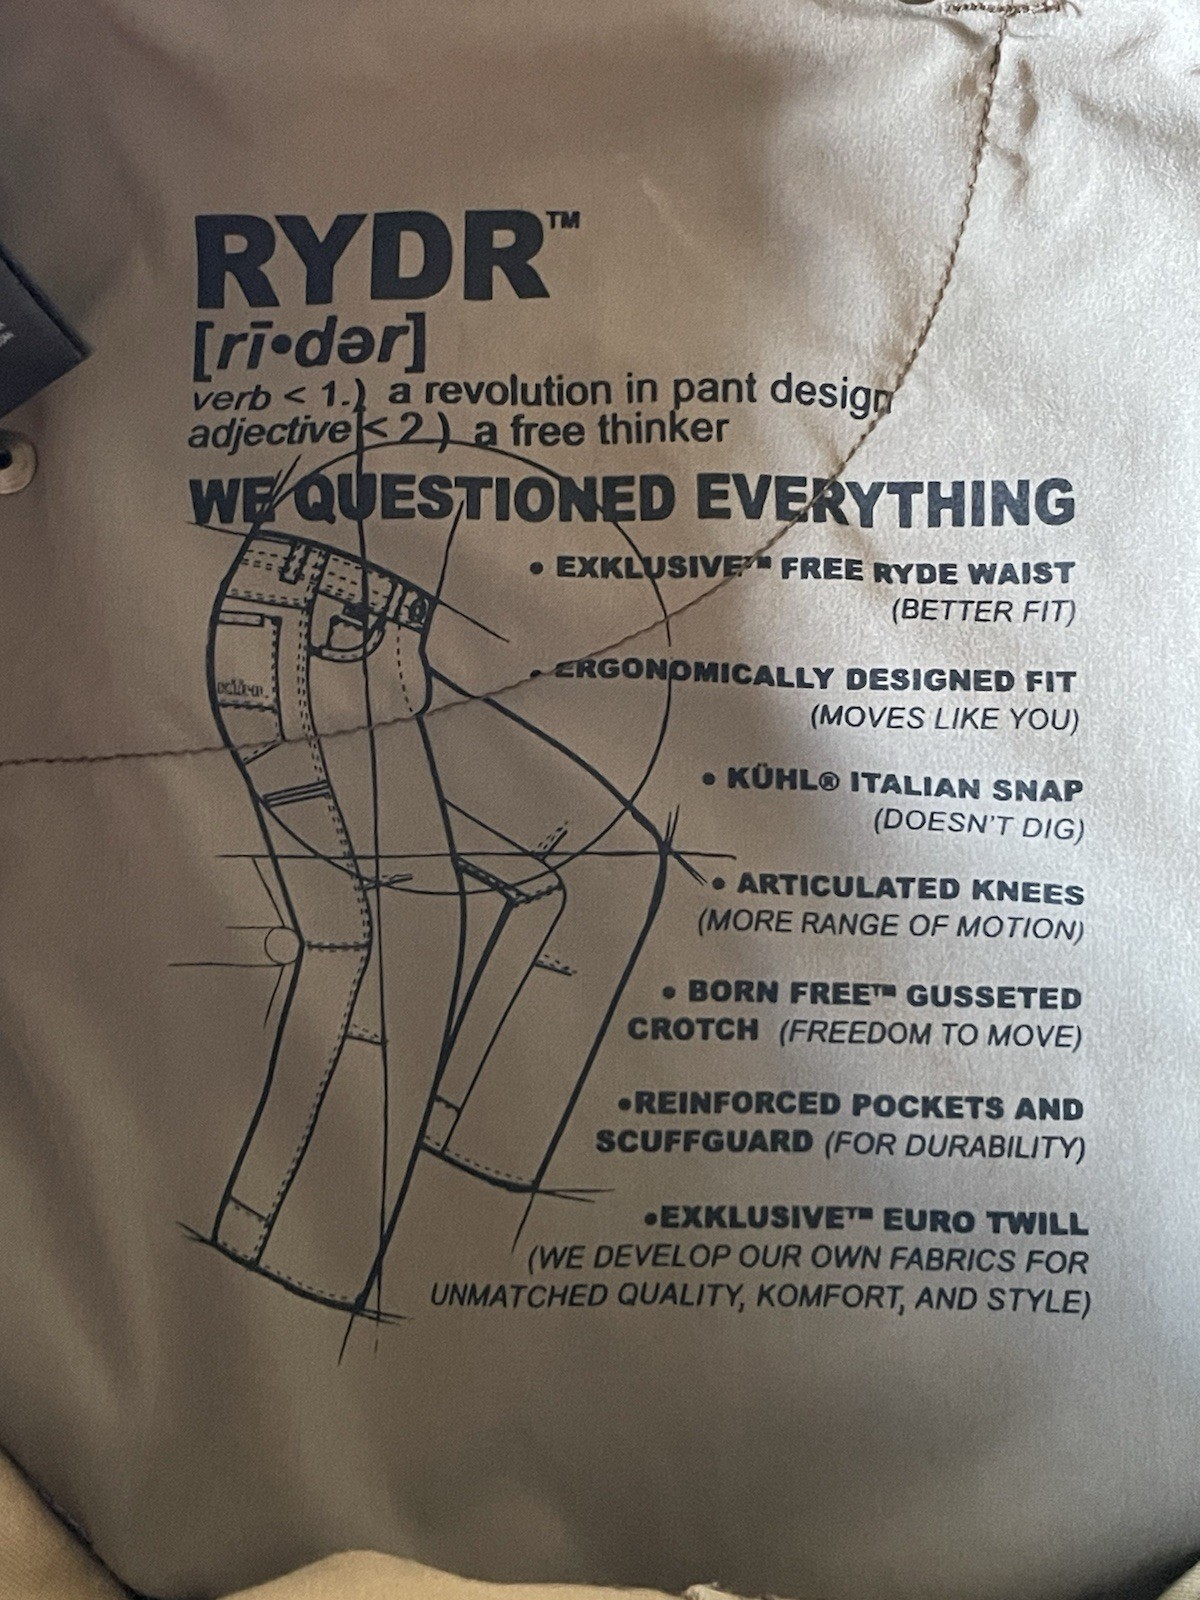 RYDR™
[rī•dər]
verb < 1.) a revolution in pant design
adjective < 2 ) a free thinker
WE QUESTIONED EVERYTHING
• EXKLUSIVE™ FREE RYDE WAIST
(BETTER FIT)
• ERGONOMICALLY DESIGNED FIT
(MOVES LIKE YOU)
• KÜHL® ITALIAN SNAP
(DOESN'T DIG)
• ARTICULATED KNEES
(MORE RANGE OF MOTION)
• BORN FREE™ GUSSETED
CROTCH (FREEDOM TO MOVE)
•REINFORCED POCKETS AND
SCUFFGUARD (FOR DURABILITY)
•EXKLUSIVE™ EURO TWILL
(WE DEVELOP OUR OWN FABRICS FOR
UNMATCHED QUALITY, KOMFORT, AND STYLE)